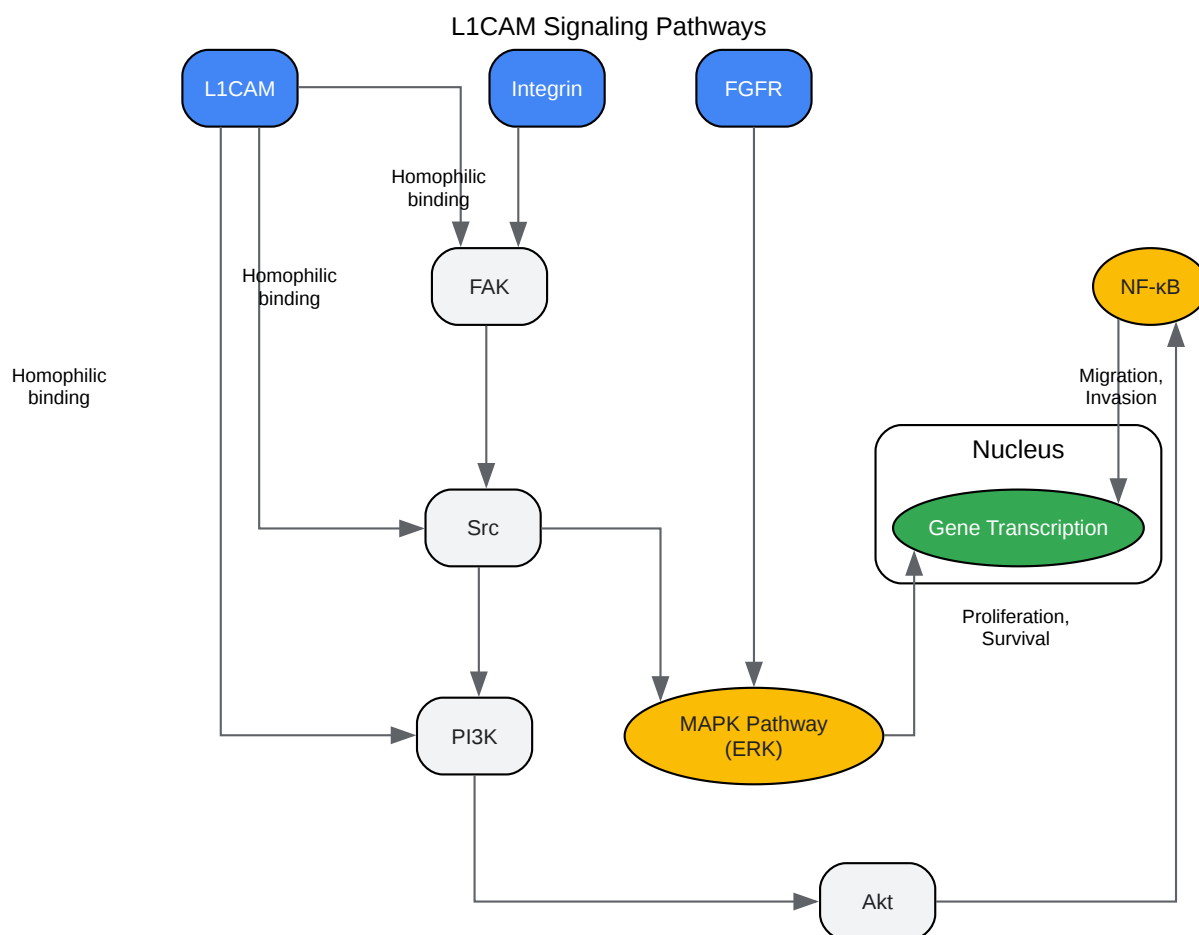 L1CAM Signaling Pathways
L1CAM
Integrin
FGFR
Homophilic
binding
Homophilic
binding
FAK
NF-κB
Homophilic
binding
Migration,
Invasion
Nucleus
Src
Gene Transcription
Proliferation,
Survival
PI3K
MAPK Pathway
(ERK)
Akt